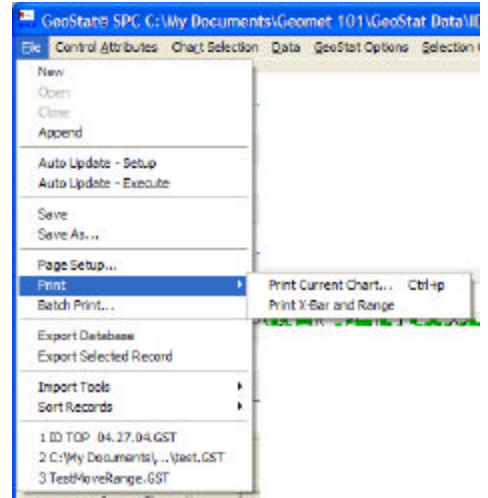 GeoStat® SPC C:\My Documents\Geomet 101\GeoStat Data\ID
File Control Attributes Chart Selection Data GeoStat Options Selection
New
Open
Close
Append
Auto Update - Setup
Auto Update - Execute
Save
Save As...
Page Setup...
Print
Print Current Chart... Ctrl+p
Batch Print...
Print X-Bar and Range
Export Database
Export Selected Record
Import Tools
Sort Records
1 ID TOP 04.27.04.GST
2 C:\My Documents\...\test.GST
3 TestMoveRange.GST